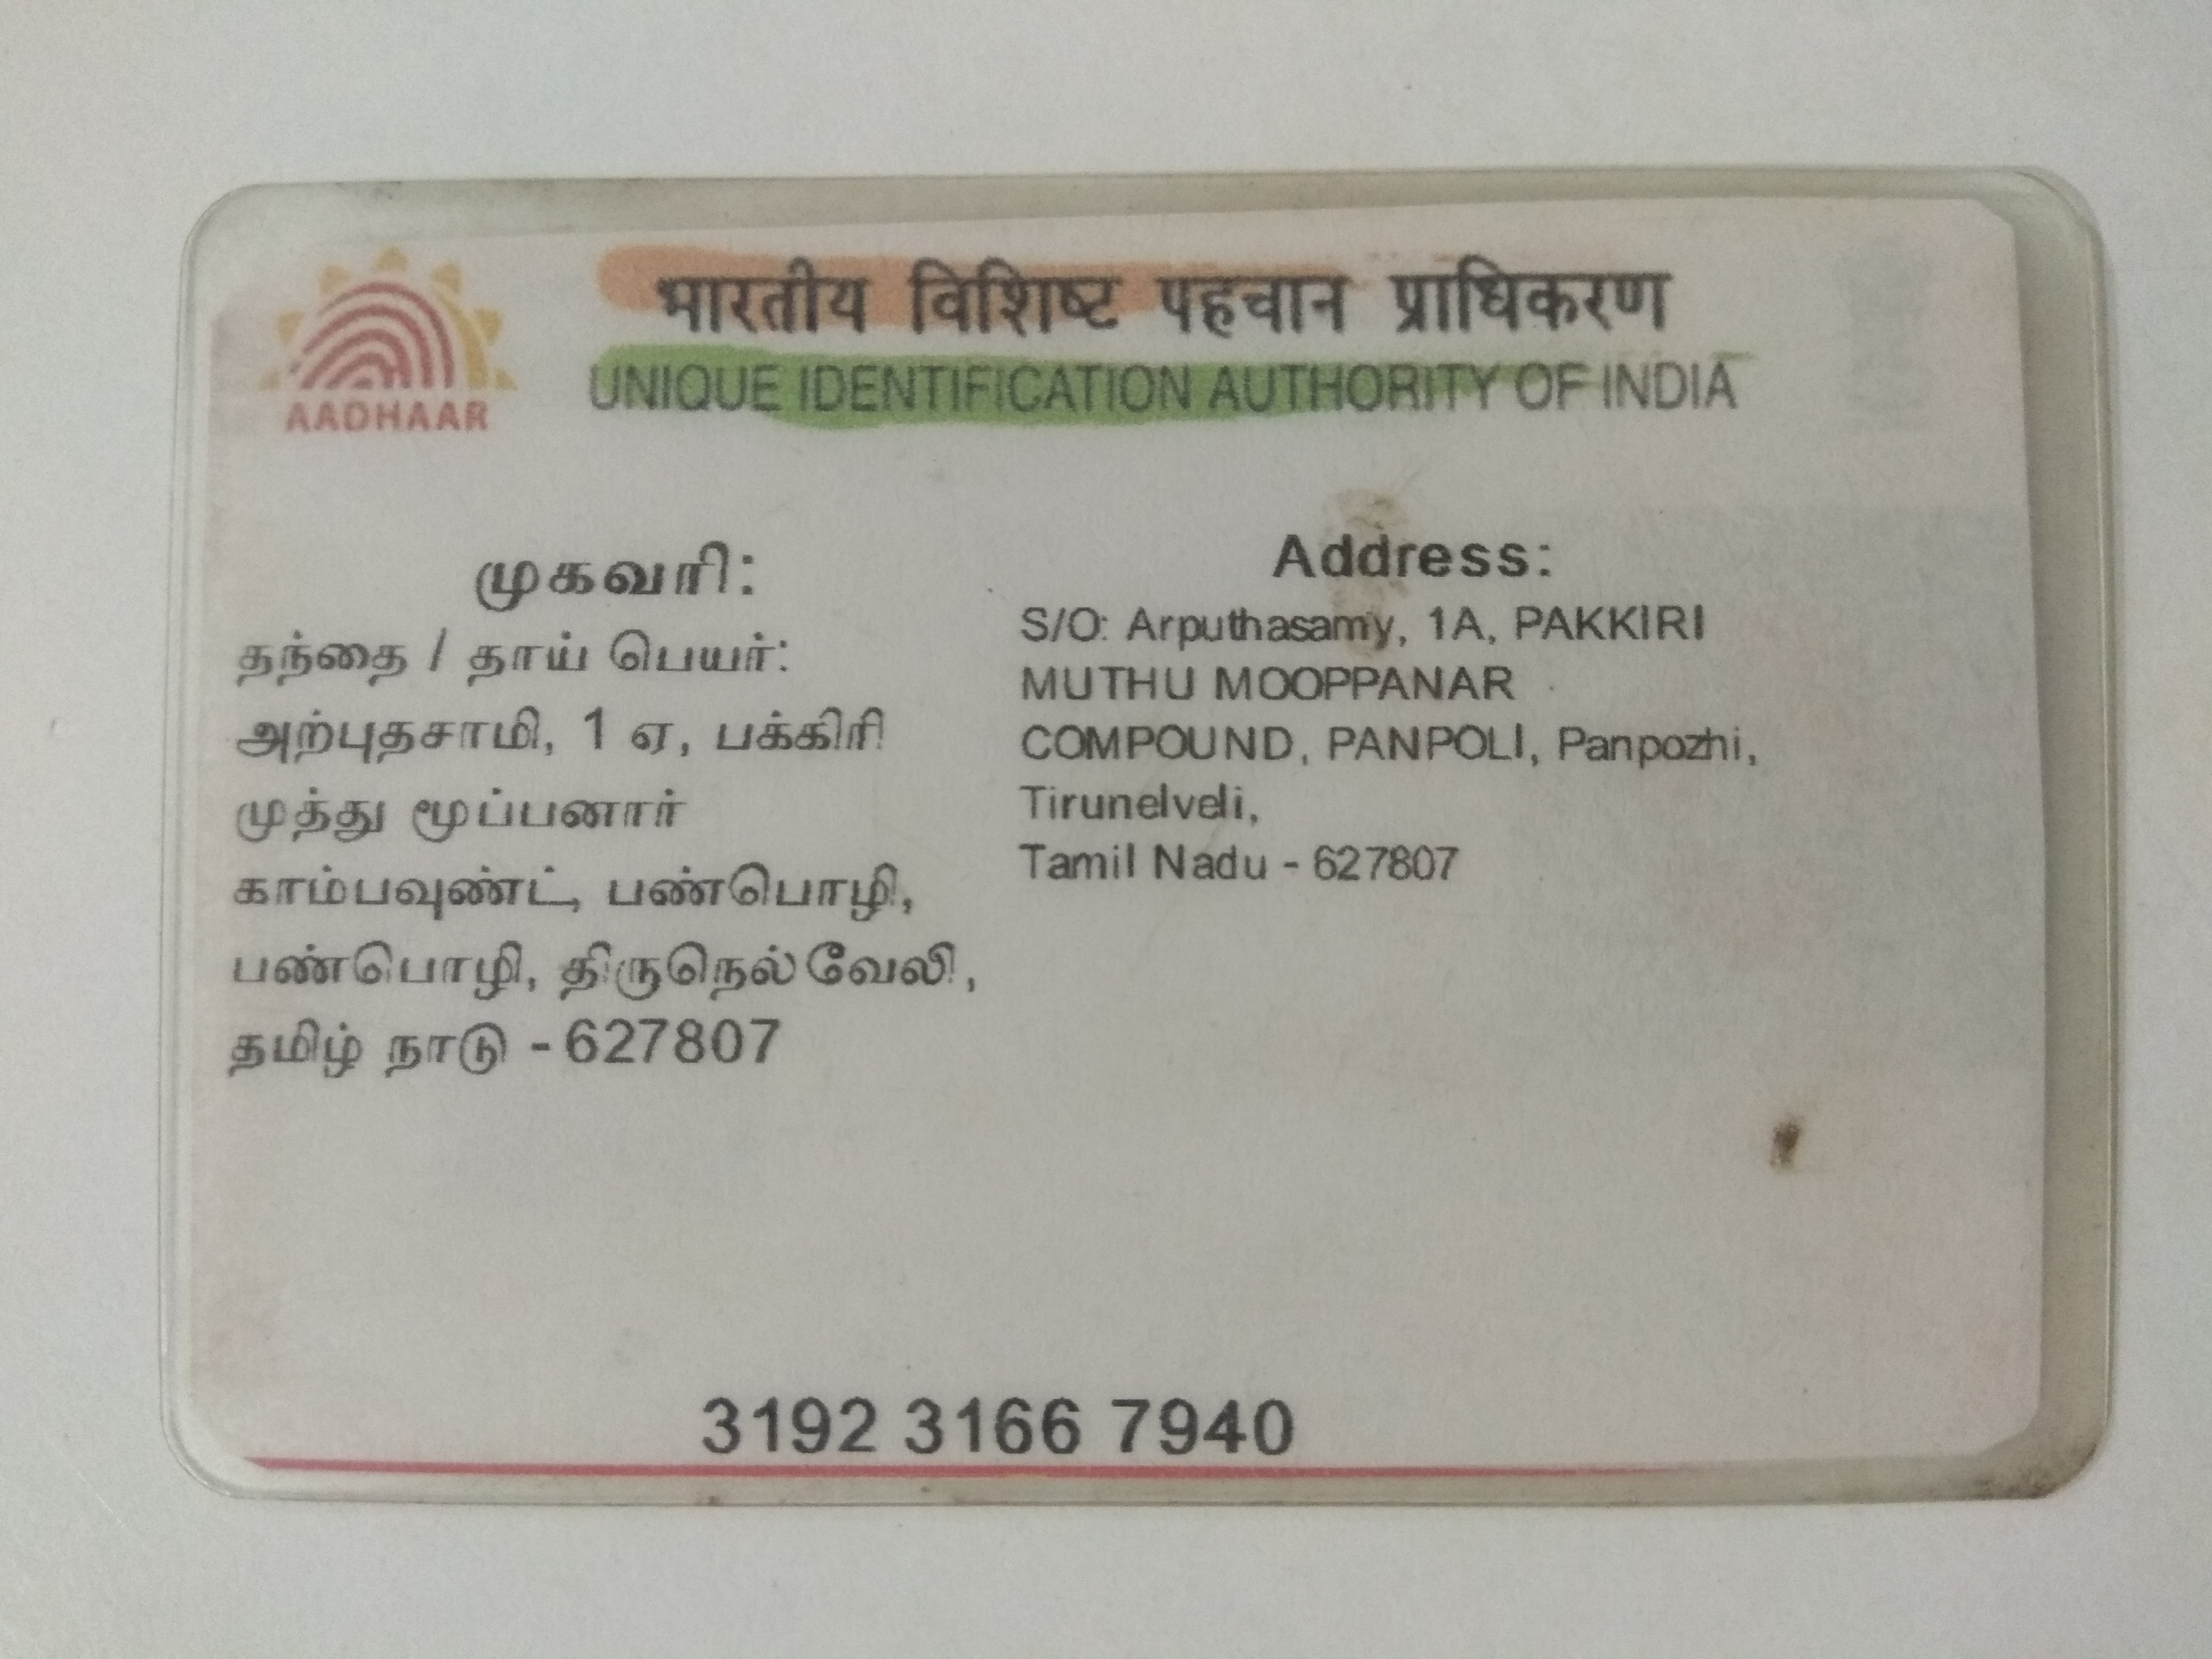 भारतीय विशिष्ट पहचान प्राधिकरण
UNIQUE IDENTIFICATION AUTHORITY OF INDIA
AADHAAR
முகவரி:
தந்தை / தாய் பெயர்:
அற்புதசாமி, 1 ஏ, பக்கிரி
முத்து மூப்பனார்
காம்பவுண்ட், பண்பொழி,
பண்பொழி, திருநெல்வேலி,
தமிழ் நாடு - 627807
Address:
S/O: Arputhasamy, 1A, PAKKIRI
MUTHU MOOPPANAR
COMPOUND, PANPOLI, Panpozhi,
Tirunelveli,
Tamil Nadu - 627807
3192 3166 7940